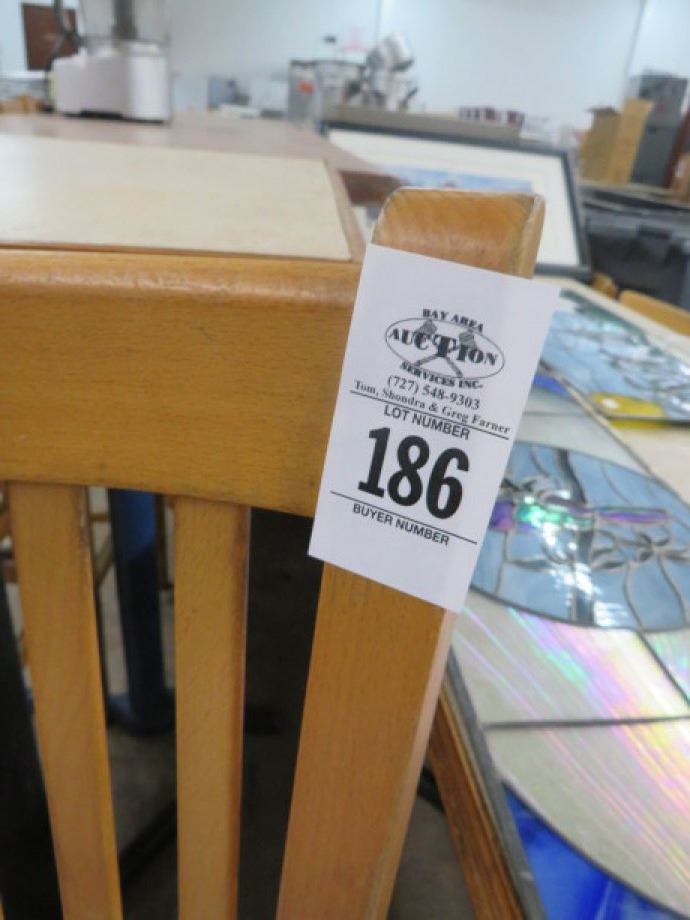 BAY AREA
AUCTION
SERVICES INC.
(727) 548-9303
Tom, Shondra & Greg Farner
LOT NUMBER
186
BUYER NUMBER